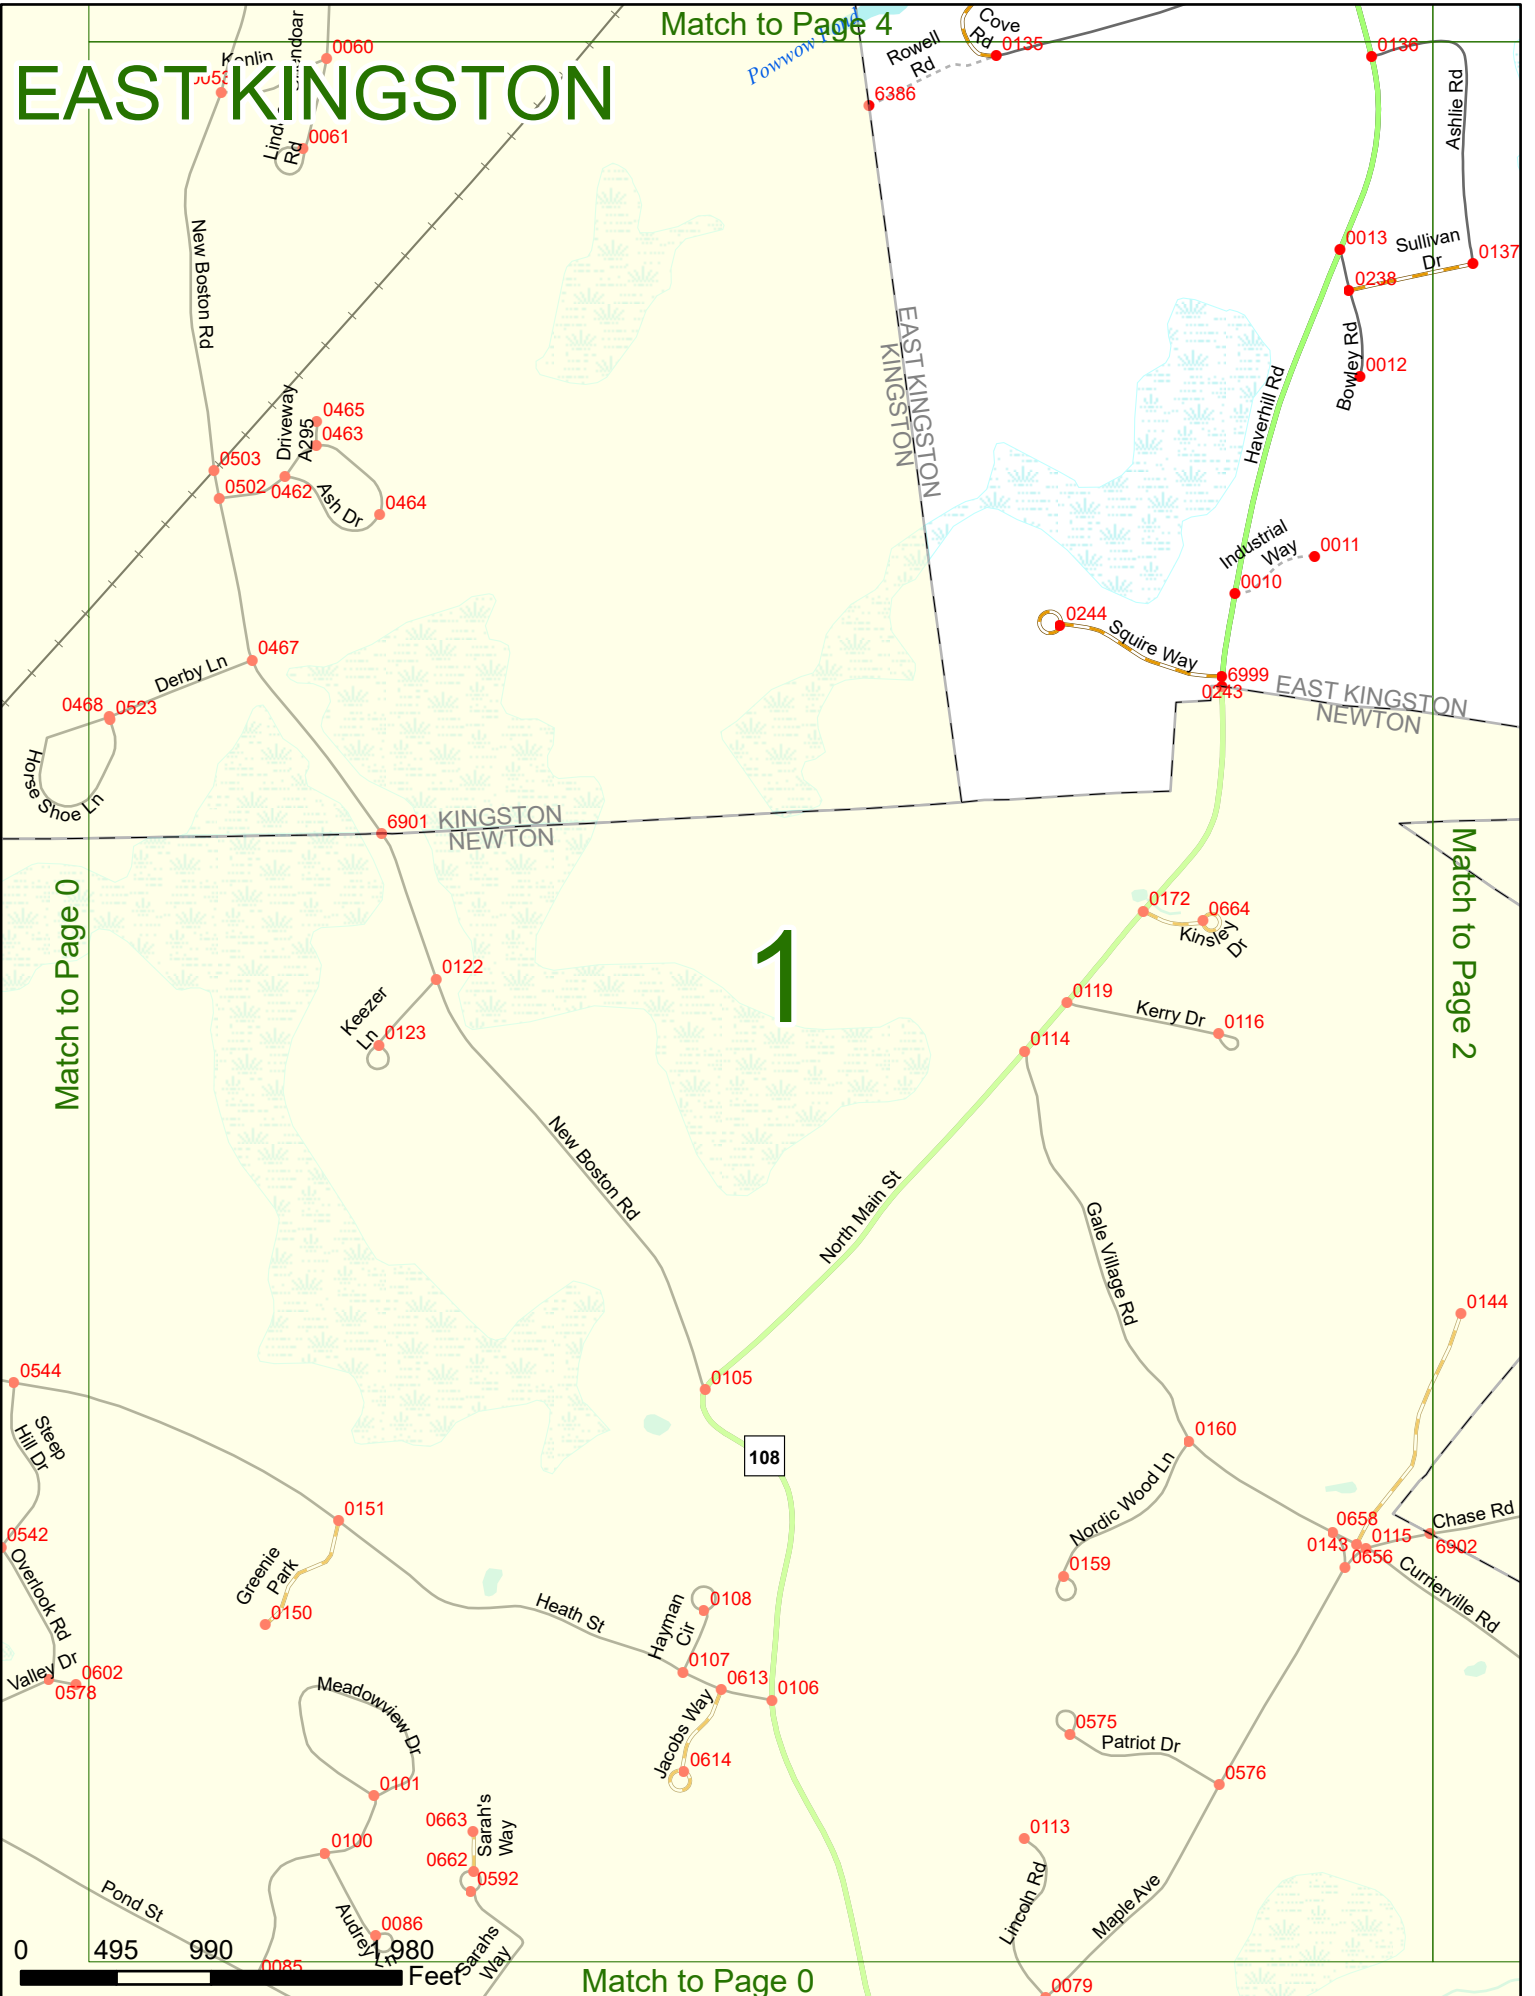 Match to Page 4
EAST KINGSTON
Powwow Pond
Rowell
Rd
Cove
Rd
0135
6386
0136
Ashlie Rd
0060
Rd
0061
New Boston Rd
0013
Sullivan
Dr
0137
0238
Bowley Rd
0012
Haverhill Rd
EAST KINGSTON
KINGSTON
Driveway
A295
0465
0463
0503
0502
0462
Ash Dr
0464
Industrial
Way
0011
0010
0244
Squire Way
6999
0243
EAST KINGSTON
NEWTON
0467
Derby Ln
0468
0523
Horse Shoe Ln
6901
KINGSTON
NEWTON
Match to Page 0
Match to Page 2
1
0172
0664
Kinsley
Dr
0122
Keezer
Ln
0123
0119
Kerry Dr
0116
0114
New Boston Rd
North Main St
Gale Village Rd
0144
0544
Steep
Hill Dr
0105
108
0160
Nordic Wood Ln
0159
0658
0143
0115
0656
6902
Chase Rd
Currierville Rd
0151
Greenie
Park
0150
0542
Overlook Rd
Valley Dr
0602
0578
Heath St
Hayman
Cir
0108
0107
0613
0106
Jacobs Way
0614
Meadowview Dr
0101
0100
0575
Patriot Dr
0576
0113
Lincoln Rd
Maple Ave
0079
0663
Sarah's
Way
0662
0592
Sarahs
Way
Pond St
Audrey Ln
0086
0085
0
495
990
1,980
Feet
Match to Page 0